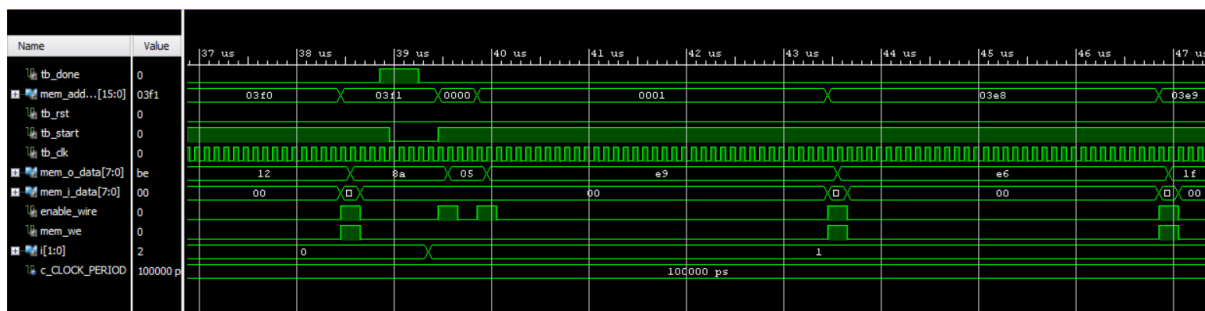 Name Value
37 us 38 us 39 us 40 us 41 us 42 us 43 us 44 us 45 us 46 us 47 us
tb_done 0
mem_add...[15:0] 03f1 03f0 03f1 0000 0001 03e8 03e9
tb_rst 0
tb_start 0
tb_clk 0
mem_o_data[7:0] be 12 8a 05 e9 e6 1f
mem_i_data[7:0] 00 00 00 00 00
enable_wire 0
mem_we 0
i[1:0] 2 0 1
c_CLOCK_PERIOD 100000 p 100000 ps